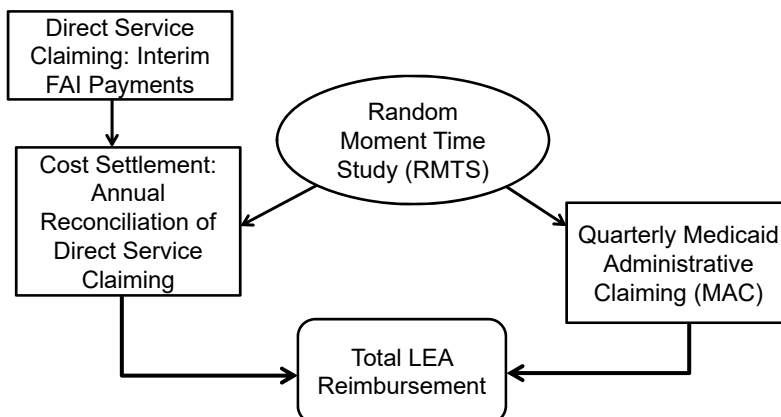 Direct Service
Claiming: Interim
FAI Payments
Random
Moment Time
Study (RMTS)
Cost Settlement:
Annual
Reconciliation of
Direct Service
Claiming
Quarterly Medicaid
Administrative
Claiming (MAC)
Total LEA
Reimbursement